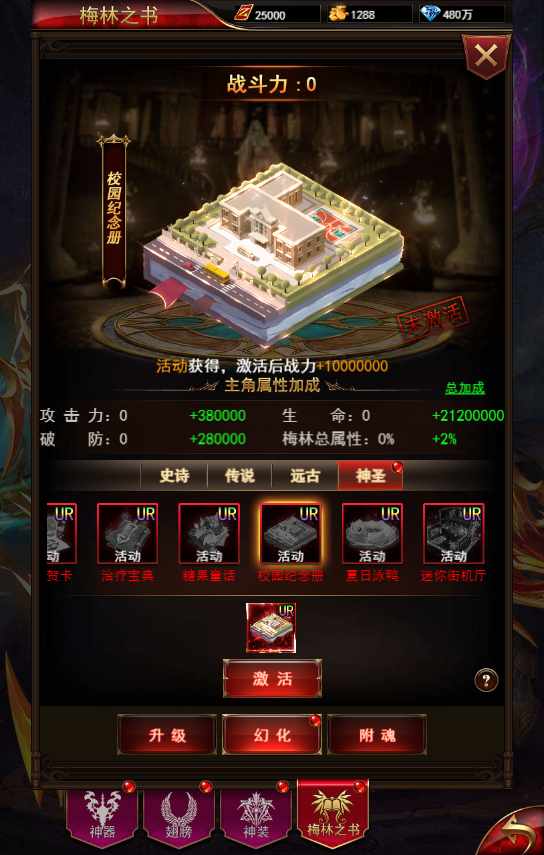 梅林之书
25000
1288
480万
战斗力:0
校园纪念册
未激活
活动获得，激活后战力+10000000
主角属性加成
总加成
攻击力：0 +380000 生命：0 +21200000
破防：0 +280000 梅林总属性：0% +2%
史诗 传说 远古 神圣
UR UR UR UR UR UR
动 活动 活动 活动 活动 活动
贺卡 治疗宝典 糖果童话 校园纪念册 夏日泳鸭 迷你街机厅
UR
激活
?
升级 幻化 附魂
神器 翅膀 神装 梅林之书